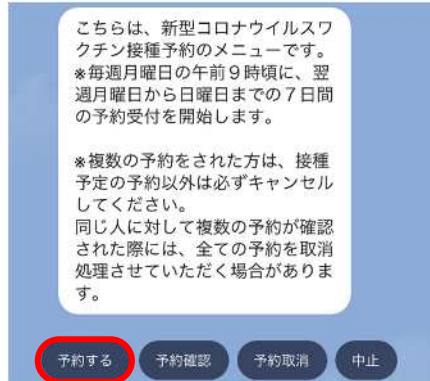 こちらは、新型コロナウイルスワ
クチン接種予約のメニューです。
※毎週月曜日の午前９時頃に、翌
週月曜日から日曜日までの７日間
の予約受付を開始します。
※複数の予約をされた方は、接種
予定の予約以外は必ずキャンセル
してください。
同じ人に対して複数の予約が確認
された際には、全ての予約を取消
処理させていただく場合がありま
す。
予約する 予約確認 予約取消 中止